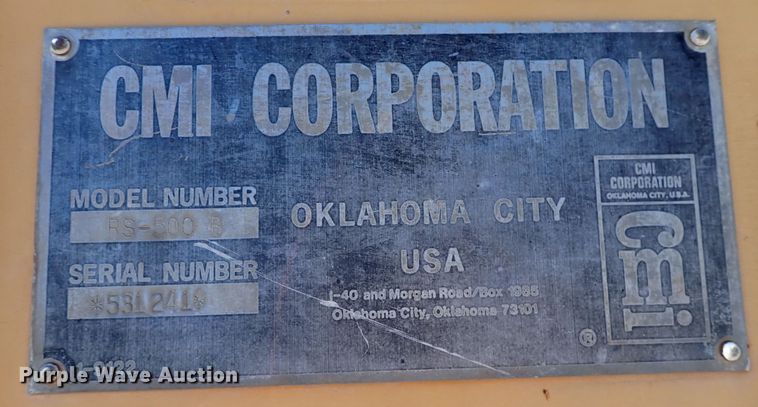 CMI CORPORATION
MODEL NUMBER
RS-500 B
SERIAL NUMBER
*531241*
OKLAHOMA CITY
USA
I-40 and Morgan Road/Box 1985
Oklahoma City, Oklahoma 73101
CMI
CORPORATION
OKLAHOMA CITY, U.S.A.
cmi
®
Purple Wave Auction